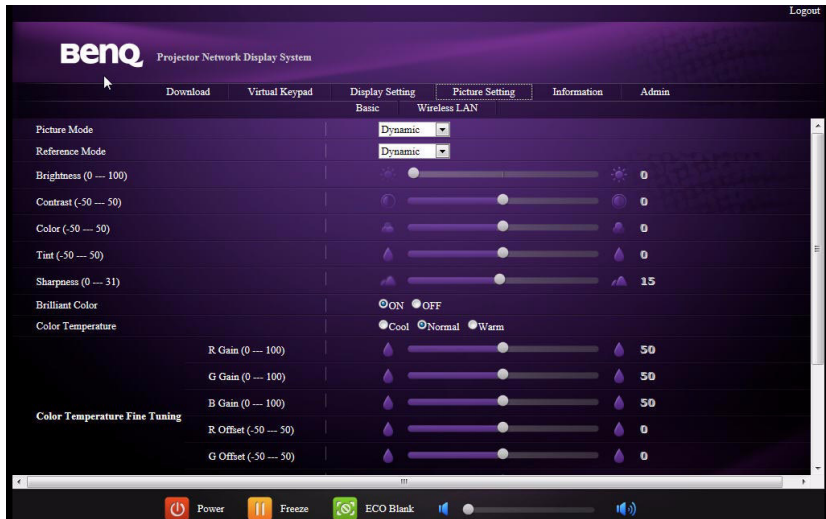 Logout
BenQ Projector Network Display System
Download Virtual Keypad Display Setting Picture Setting Information Admin
Basic Wireless LAN
Picture Mode Dynamic
Reference Mode Dynamic
Brightness (0 --- 100) 0
Contrast (-50 --- 50) 0
Color (-50 --- 50) 0
Tint (-50 --- 50) 0
Sharpness (0 --- 31) 15
Brilliant Color ON OFF
Color Temperature Cool Normal Warm
R Gain (0 --- 100) 50
G Gain (0 --- 100) 50
B Gain (0 --- 100) 50
Color Temperature Fine Tuning
R Offset (-50 --- 50) 0
G Offset (-50 --- 50) 0
Power Freeze ECO Blank